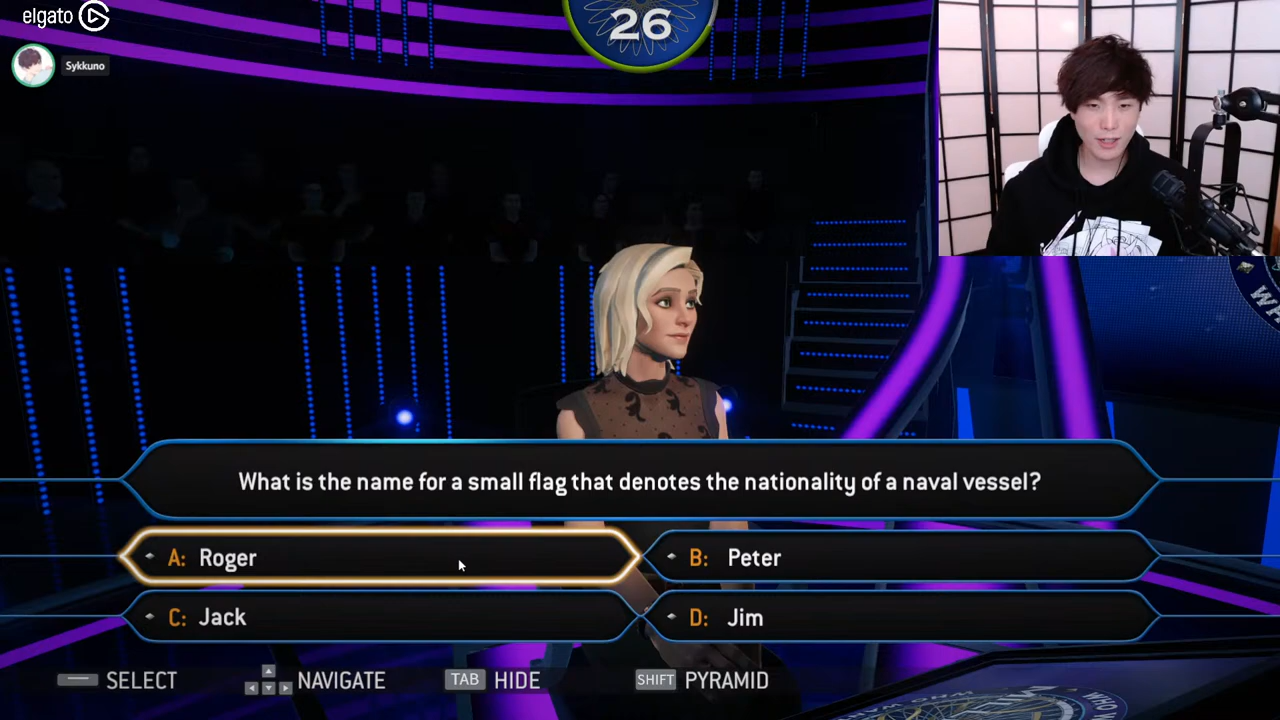 elgato
26
Sykkuno
What is the name for a small flag that denotes the nationality of a naval vessel?
A: Roger
B: Peter
C: Jack
D: Jim
SELECT
NAVIGATE
TAB HIDE
SHIFT PYRAMID